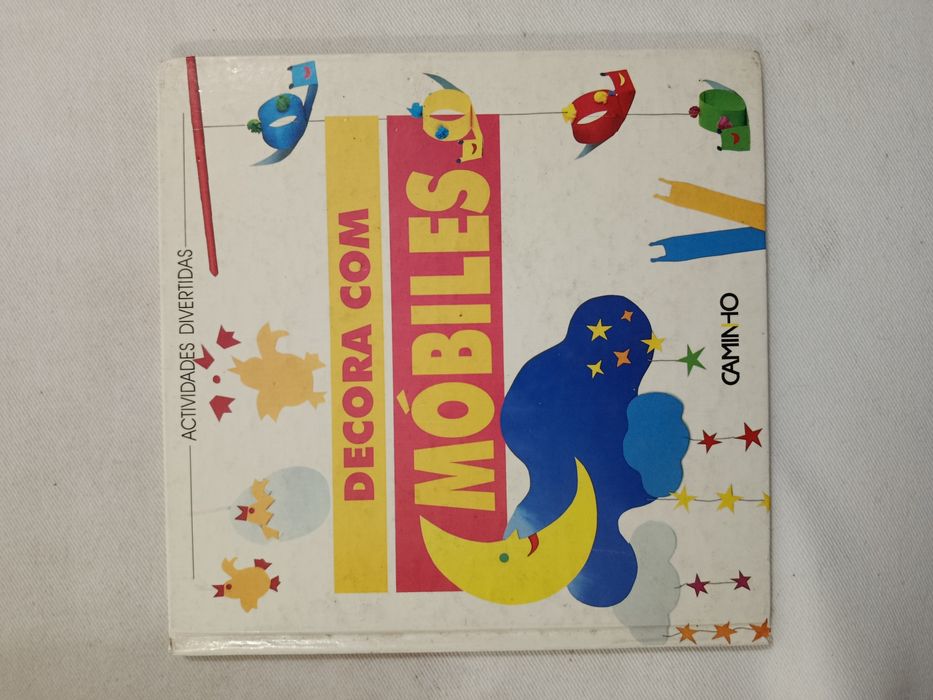 ACTIVIDADES DIVERTIDAS
DECORA COM
MÓBILES
CAMINHO